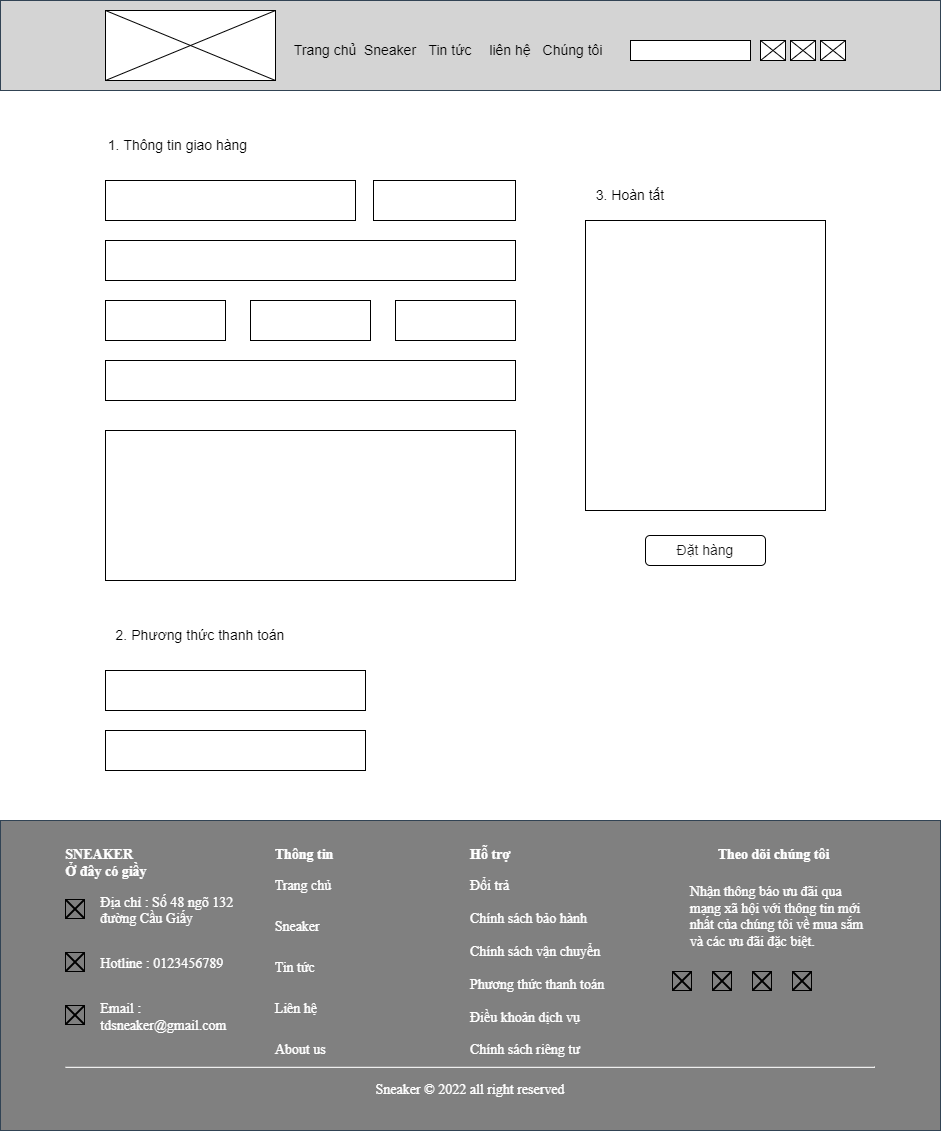 Trang chủ Sneaker Tin tức liên hệ Chúng tôi
1. Thông tin giao hàng
3. Hoàn tất
Đặt hàng
2. Phương thức thanh toán
SNEAKER
Ở đây có giầy
Địa chỉ : Số 48 ngõ 132
đường Cầu Giấy
Hotline : 0123456789
Email :
tdsneaker@gmail.com
Thông tin
Trang chủ
Sneaker
Tin tức
Liên hệ
About us
Hỗ trợ
Đổi trả
Chính sách bảo hành
Chính sách vận chuyển
Phương thức thanh toán
Điều khoản dịch vụ
Chính sách riêng tư
Theo dõi chúng tôi
Nhận thông báo ưu đãi qua
mạng xã hội với thông tin mới
nhất của chúng tôi về mua sắm
và các ưu đãi đặc biệt.
Sneaker © 2022 all right reserved